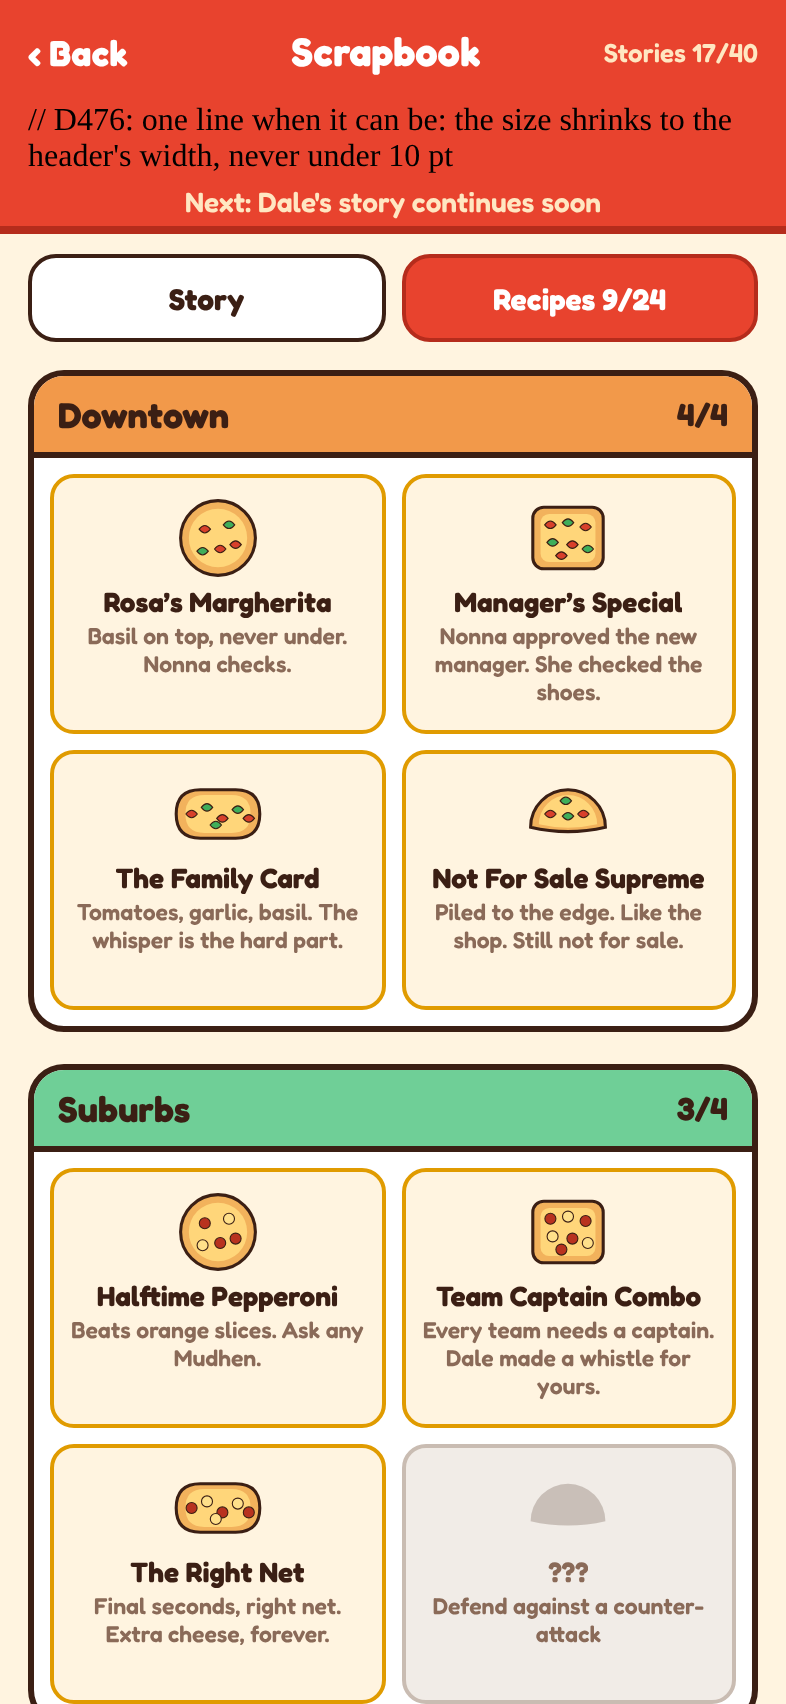 ‹ Back
Scrapbook
Stories 17/40
// D476: one line when it can be: the size shrinks to the
header's width, never under 10 pt
Next: Dale's story continues soon
Story
Recipes 9/24
Downtown
4/4
Rosa’s Margherita
Basil on top, never under.
Nonna checks.
Manager’s Special
Nonna approved the new
manager. She checked the
shoes.
The Family Card
Tomatoes, garlic, basil. The
whisper is the hard part.
Not For Sale Supreme
Piled to the edge. Like the
shop. Still not for sale.
Suburbs
3/4
Halftime Pepperoni
Beats orange slices. Ask any
Mudhen.
Team Captain Combo
Every team needs a captain.
Dale made a whistle for
yours.
The Right Net
Final seconds, right net.
Extra cheese, forever.
???
Defend against a counter-
attack